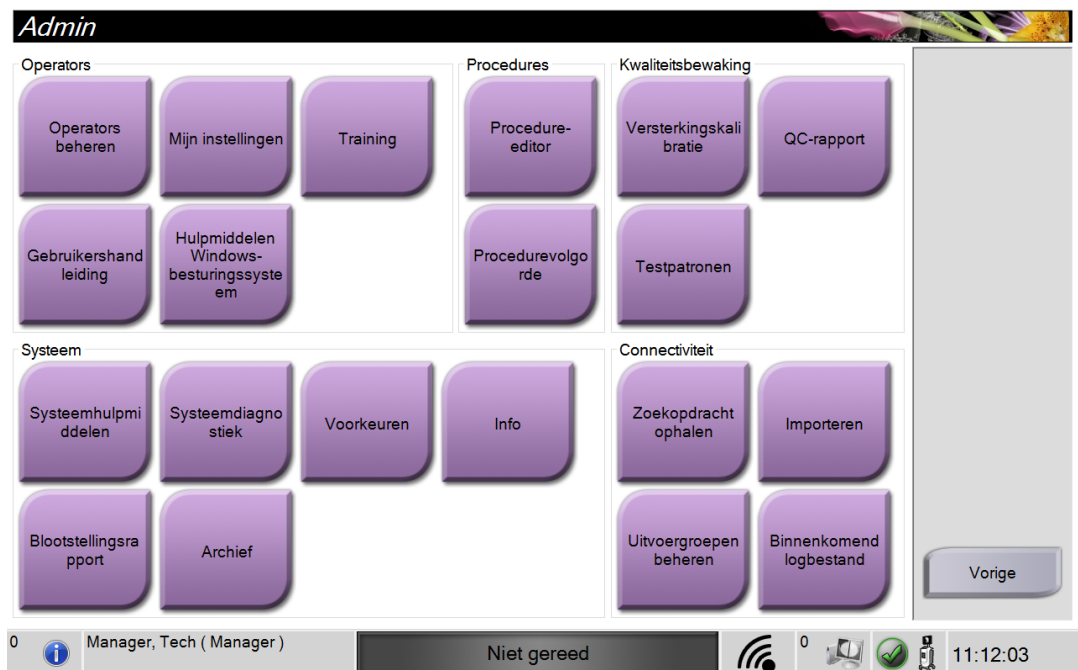 Admin
Operators
Operators
beheren
Mijn instellingen
Training
Gebruikershand
leiding
Hulpmiddelen
Windows-
besturingssyste
em
Procedures
Procedure-
editor
Procedurevolgo
rde
Kwaliteitsbewaking
Versterkingskali
bratie
QC-rapport
Testpatronen
Systeem
Systeemhulpmi
ddelen
Systeemdiagno
stiek
Voorkeuren
Info
Blootstellingsra
pport
Archief
Connectiviteit
Zoekopdracht
ophalen
Importeren
Uitvoergroepen
beheren
Binnenkomend
logbestand
Vorige
0
Manager, Tech ( Manager )
Niet gereed
0
11:12:03